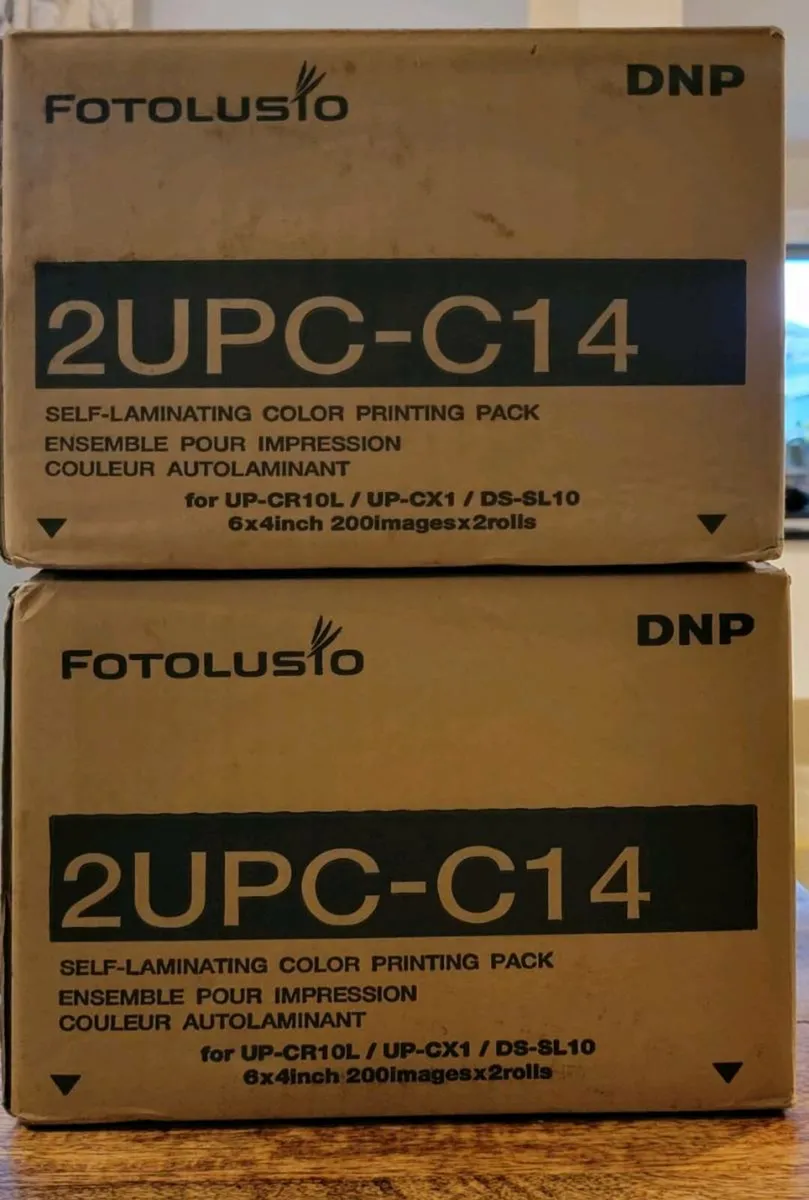 FOTOLUSIO DNP
2UPC-C14
SELF-LAMINATING COLOR PRINTING PACK
ENSEMBLE POUR IMPRESSION
COULEUR AUTOLAMINANT
for UP-CR10L / UP-CX1 / DS-SL10
6x4inch 200imagesx2rolls
FOTOLUSIO DNP
2UPC-C14
SELF-LAMINATING COLOR PRINTING PACK
ENSEMBLE POUR IMPRESSION
COULEUR AUTOLAMINANT
for UP-CR10L / UP-CX1 / DS-SL10
6x4inch 200imagesx2rolls